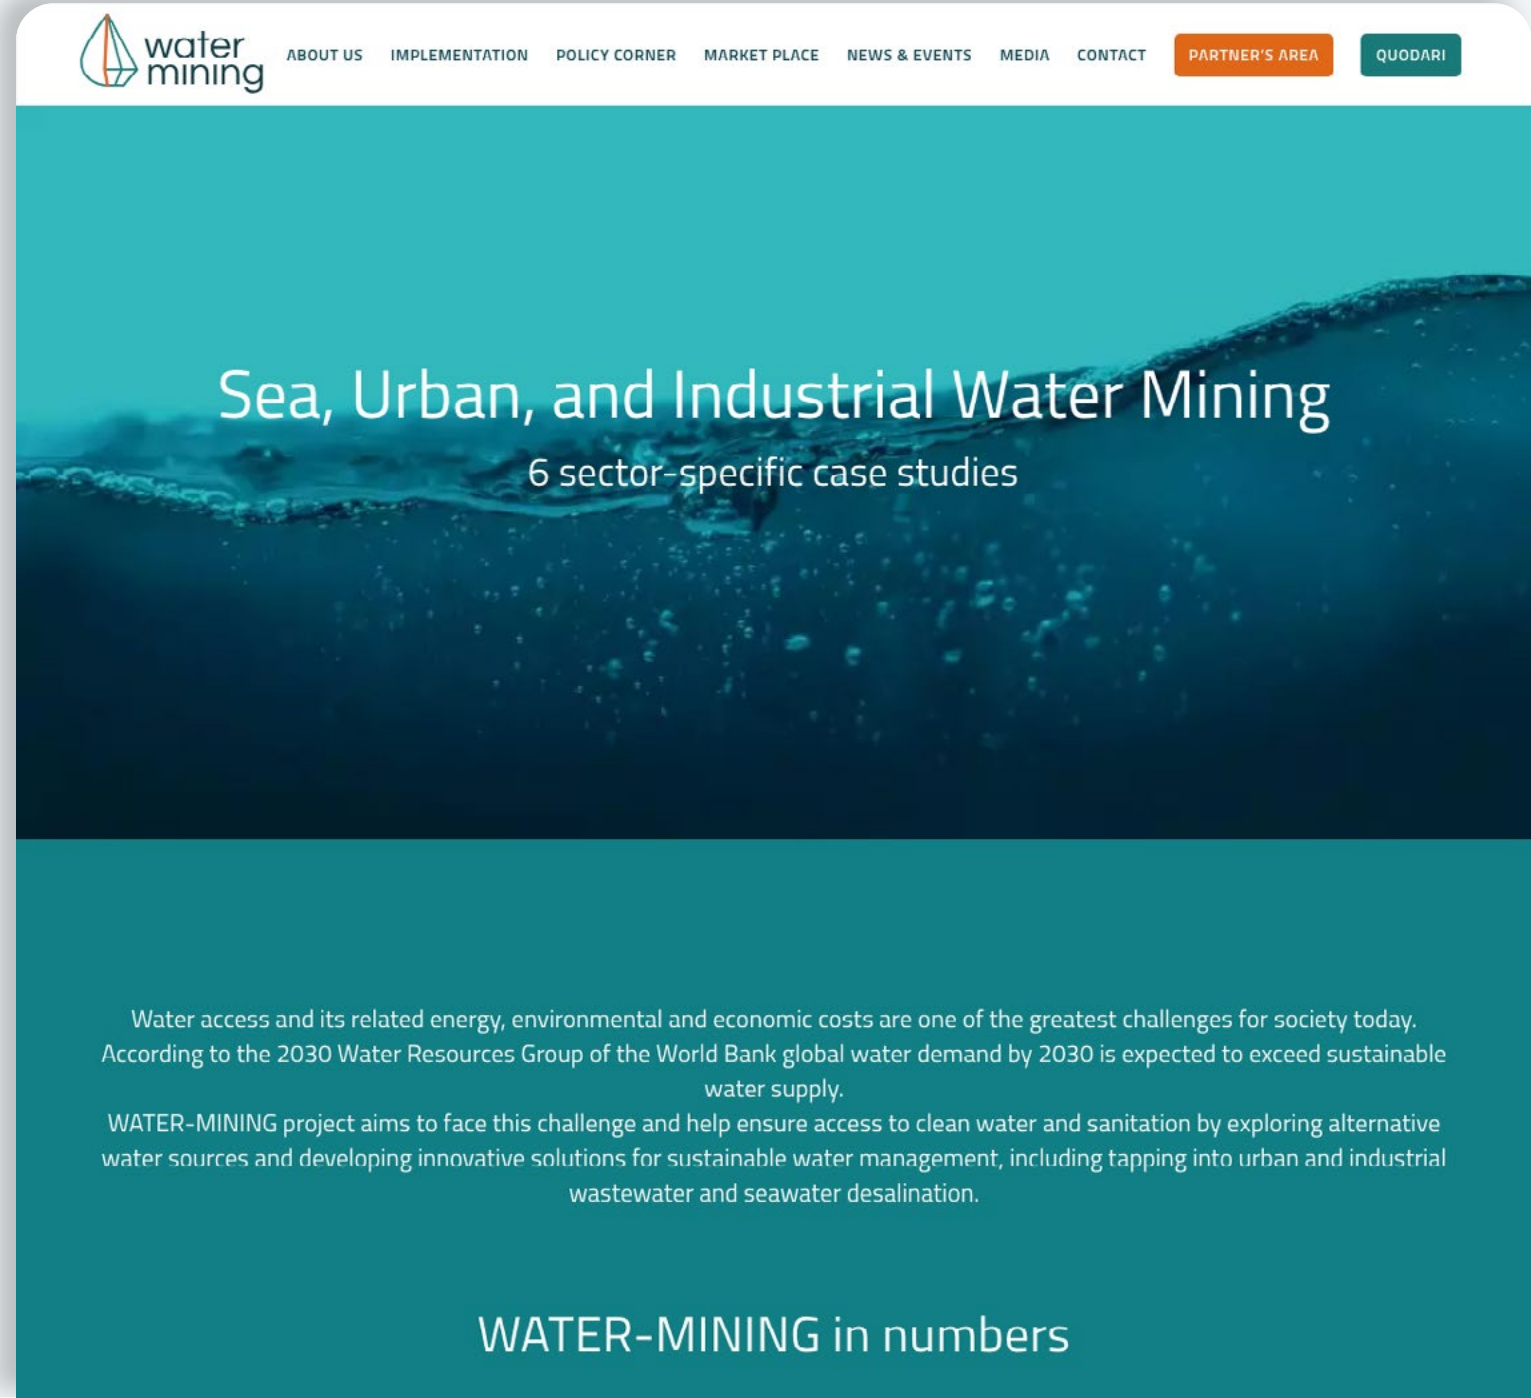 water
mining
ABOUT US IMPLEMENTATION POLICY CORNER MARKET PLACE NEWS & EVENTS MEDIA CONTACT PARTNER'S AREA QUODARI
Sea, Urban, and Industrial Water Mining
6 sector-specific case studies
Water access and its related energy, environmental and economic costs are one of the greatest challenges for society today.
According to the 2030 Water Resources Group of the World Bank global water demand by 2030 is expected to exceed sustainable
water supply.
WATER-MINING project aims to face this challenge and help ensure access to clean water and sanitation by exploring alternative
water sources and developing innovative solutions for sustainable water management, including tapping into urban and industrial
wastewater and seawater desalination.
WATER-MINING in numbers